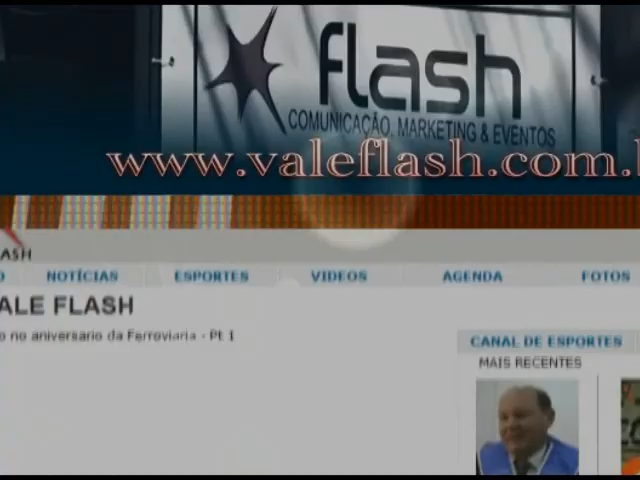 flash
COMUNICAÇÃO, MARKETING & EVENTOS
www.valeflash.com.b
ASH
O NOTÍCIAS ESPORTES VIDEOS AGENDA FOTOS
ALE FLASH
o no aniversario da Ferroviaria - Pt 1
CANAL DE ESPORTES
MAIS RECENTES